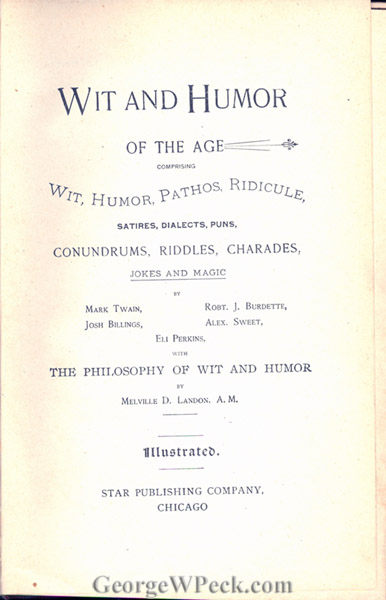 WIT AND HUMOR
OF THE AGE
COMPRISING
WIT, HUMOR, PATHOS, RIDICULE,
SATIRES, DIALECTS, PUNS,
CONUNDRUMS, RIDDLES, CHARADES,
JOKES AND MAGIC
BY
MARK TWAIN, ROBT. J. BURDETTE,
JOSH BILLINGS, ALEX. SWEET,
ELI PERKINS.
WITH
THE PHILOSOPHY OF WIT AND HUMOR
BY
MELVILLE D. LANDON. A. M.
Illustrated.
STAR PUBLISHING COMPANY,
CHICAGO
GeorgeWPeck.com